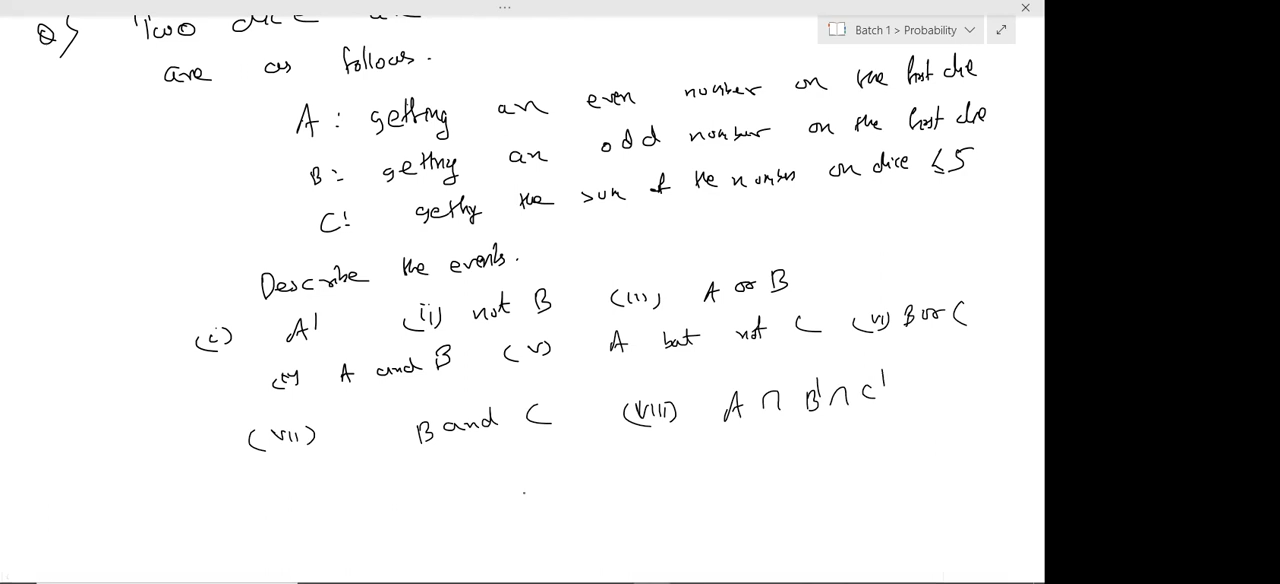 Batch 1 > Probability
Q) Two dice
are as follows.
A: getting an even number on the first die
B: getting an odd number on the first die
C: getting the sum of the numbers on dice ≤5
Describe the events.
(i) A' (ii) not B (iii) A or B
(iv) A and B (v) A but not C (vi) B or C
(vii) B and C (viii) A ∩ B' ∩ C'